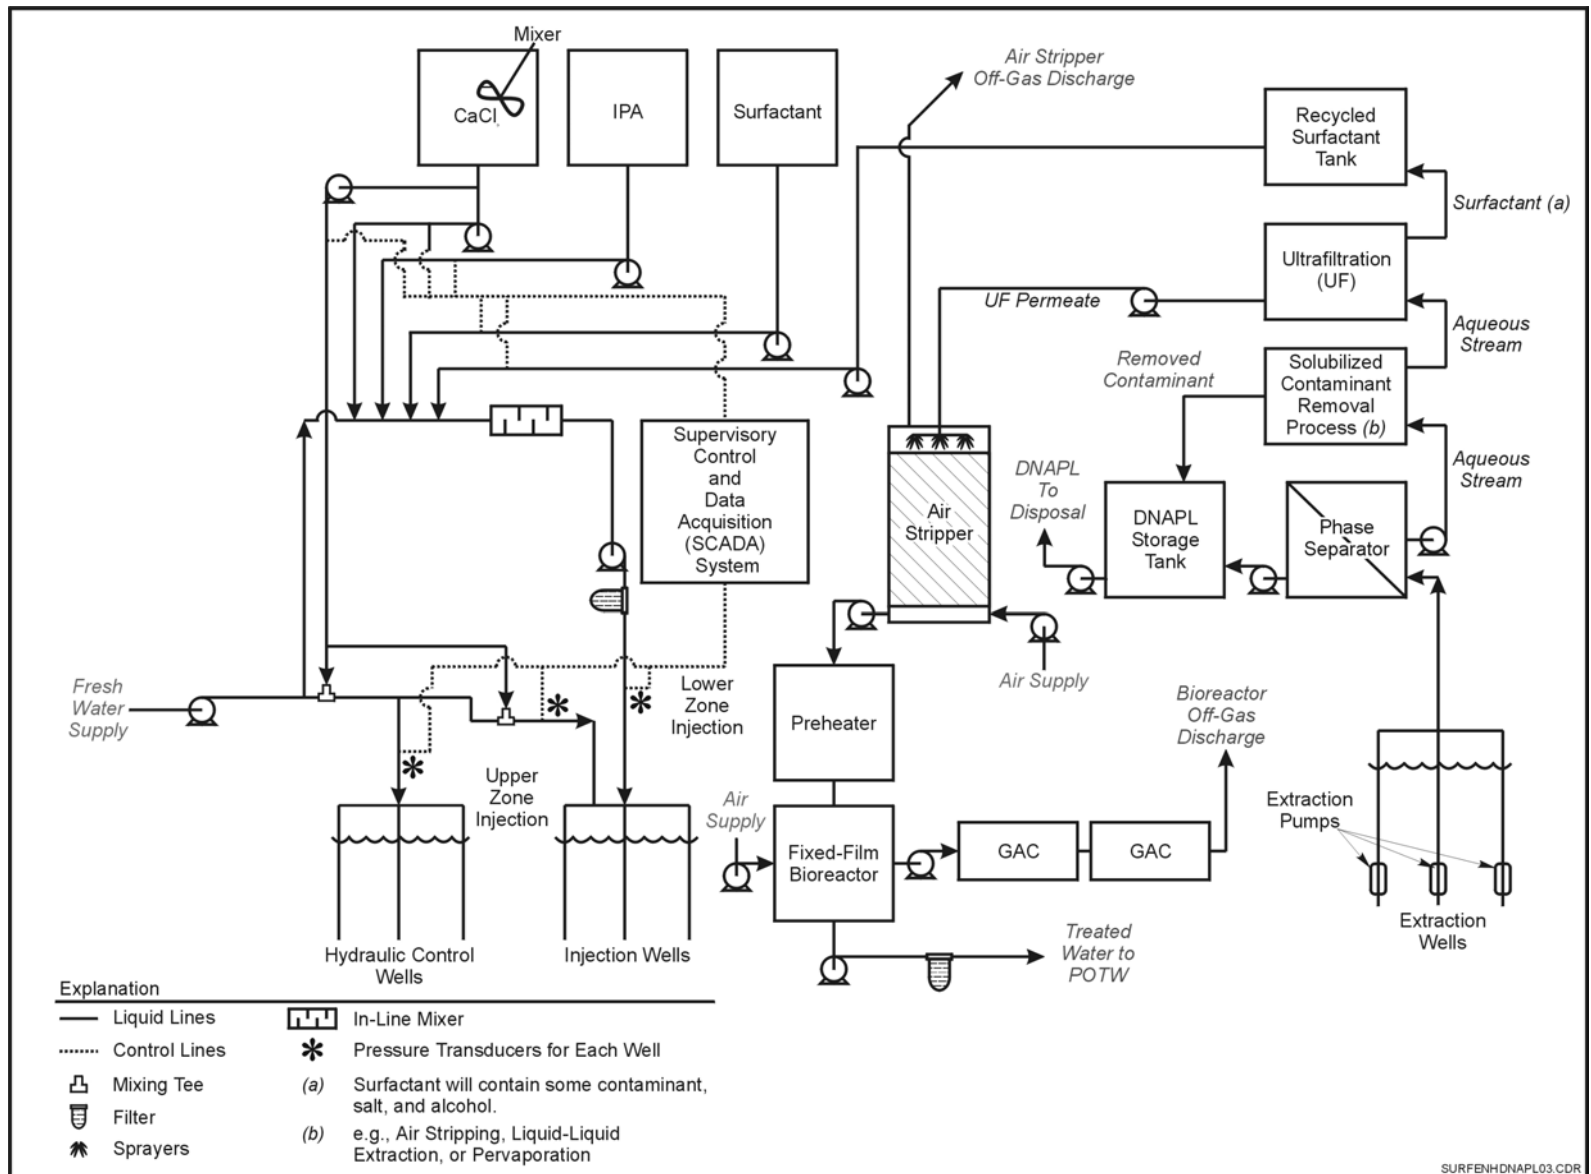 Mixer
CaCl
IPA
Surfactant
Air Stripper
Off-Gas Discharge
Recycled
Surfactant
Tank
Surfactant (a)
Ultrafiltration
(UF)
UF Permeate
Aqueous
Stream
Removed
Contaminant
Solubilized
Contaminant
Removal
Process (b)
Aqueous
Stream
Supervisory
Control
and
Data
Acquisition
(SCADA)
System
Air
Stripper
DNAPL
To
Disposal
DNAPL
Storage
Tank
Phase
Separator
Fresh
Water
Supply
Lower
Zone
Injection
Air Supply
Preheater
Bioreactor
Off-Gas
Discharge
Upper
Zone
Injection
Air
Supply
Fixed-Film
Bioreactor
GAC
GAC
Extraction
Pumps
Extraction
Wells
Hydraulic Control
Wells
Injection Wells
Treated
Water to
POTW
Explanation
Liquid Lines
Control Lines
Mixing Tee
Filter
Sprayers
In-Line Mixer
Pressure Transducers for Each Well
(a) Surfactant will contain some contaminant,
salt, and alcohol.
(b) e.g., Air Stripping, Liquid-Liquid
Extraction, or Pervaporation
SURFENHDNAPL03.CDR